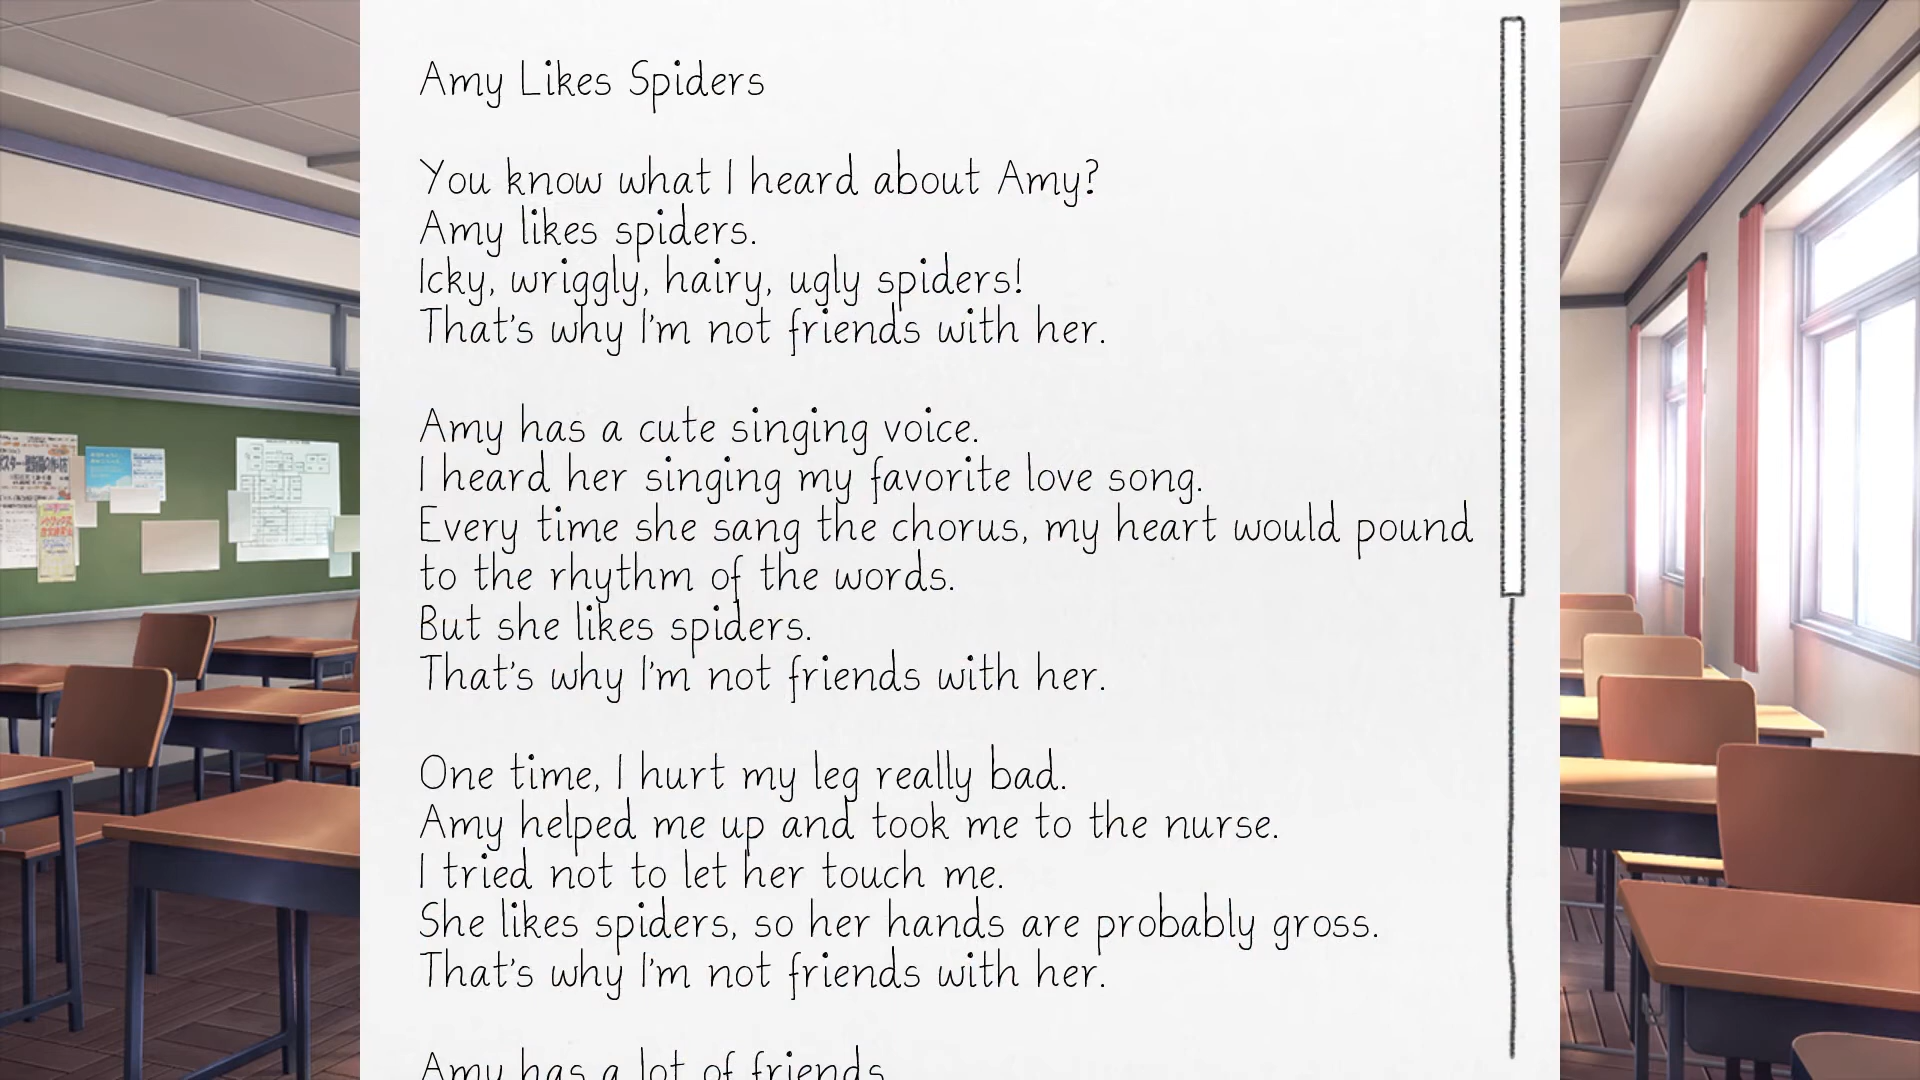 Amy Likes Spiders
You know what I heard about Amy?
Amy likes spiders.
Icky, wriggly, hairy, ugly spiders!
That's why I'm not friends with her.
Amy has a cute singing voice.
I heard her singing my favorite love song.
Every time she sang the chorus, my heart would pound
to the rhythm of the words.
But she likes spiders.
That's why I'm not friends with her.
One time, I hurt my leg really bad.
Amy helped me up and took me to the nurse.
I tried not to let her touch me.
She likes spiders, so her hands are probably gross.
That's why I'm not friends with her.
Amy has a lot of friends